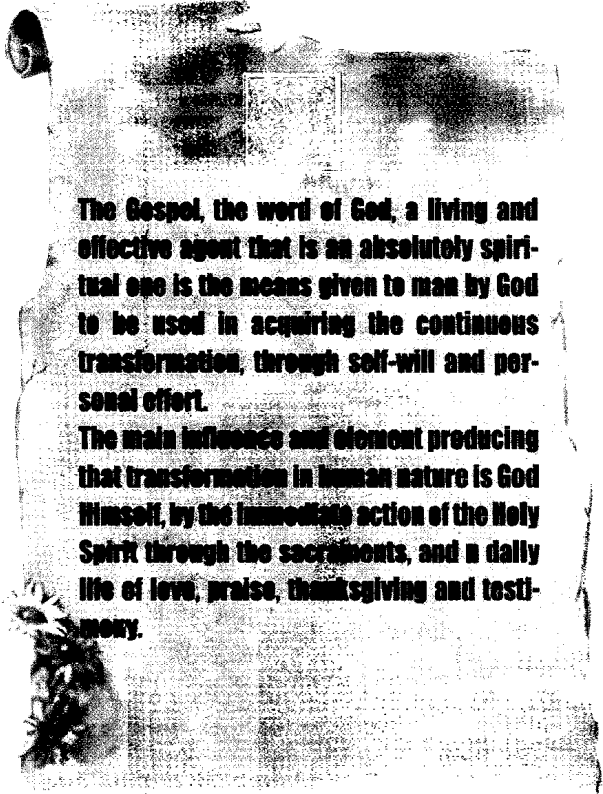 The Gospel, the word of God, a living and
effective agent that is an absolutely spiri-
tual one is the means given to man by God
to be used in acquiring the continuous
transformation, through self-will and per-
sonal effort.
The main influence and element producing
that transformation in human nature is God
Himself, by the immediate action of the Holy
Spirit through the sacraments, and n daily
life of love, praise, thanksgiving and testi-
mony.